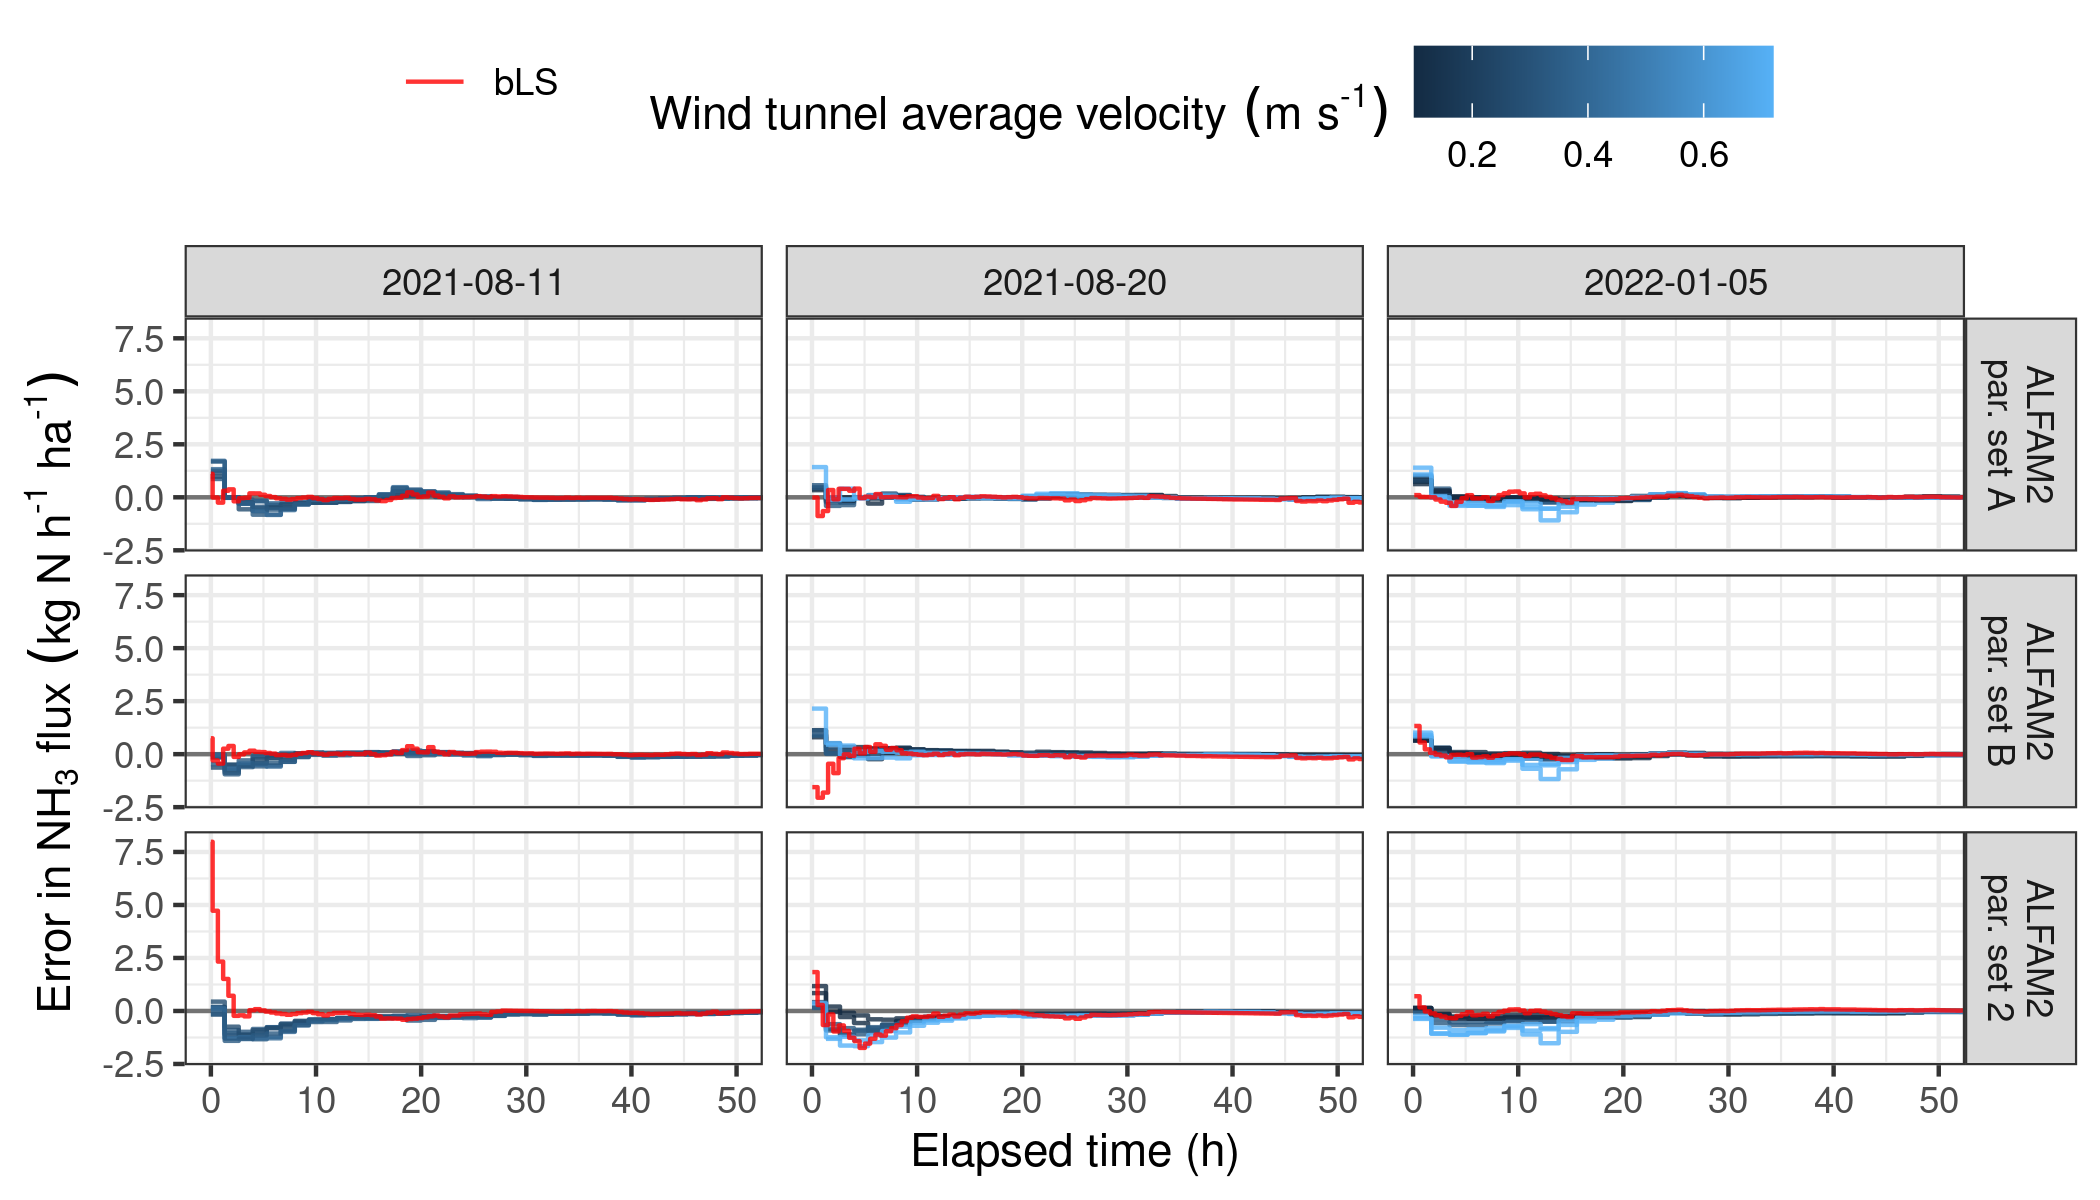 bLS
Wind tunnel average velocity (m s⁻¹)
0.2 0.4 0.6
2021-08-11 2021-08-20 2022-01-05
Error in NH₃ flux (kg N h⁻¹ ha⁻¹)
7.5
5.0
2.5
0.0
-2.5
ALFAM2
par. set A
7.5
5.0
2.5
0.0
-2.5
ALFAM2
par. set B
7.5
5.0
2.5
0.0
-2.5
ALFAM2
par. set 2
0 10 20 30 40 50 0 10 20 30 40 50 0 10 20 30 40 50
Elapsed time (h)